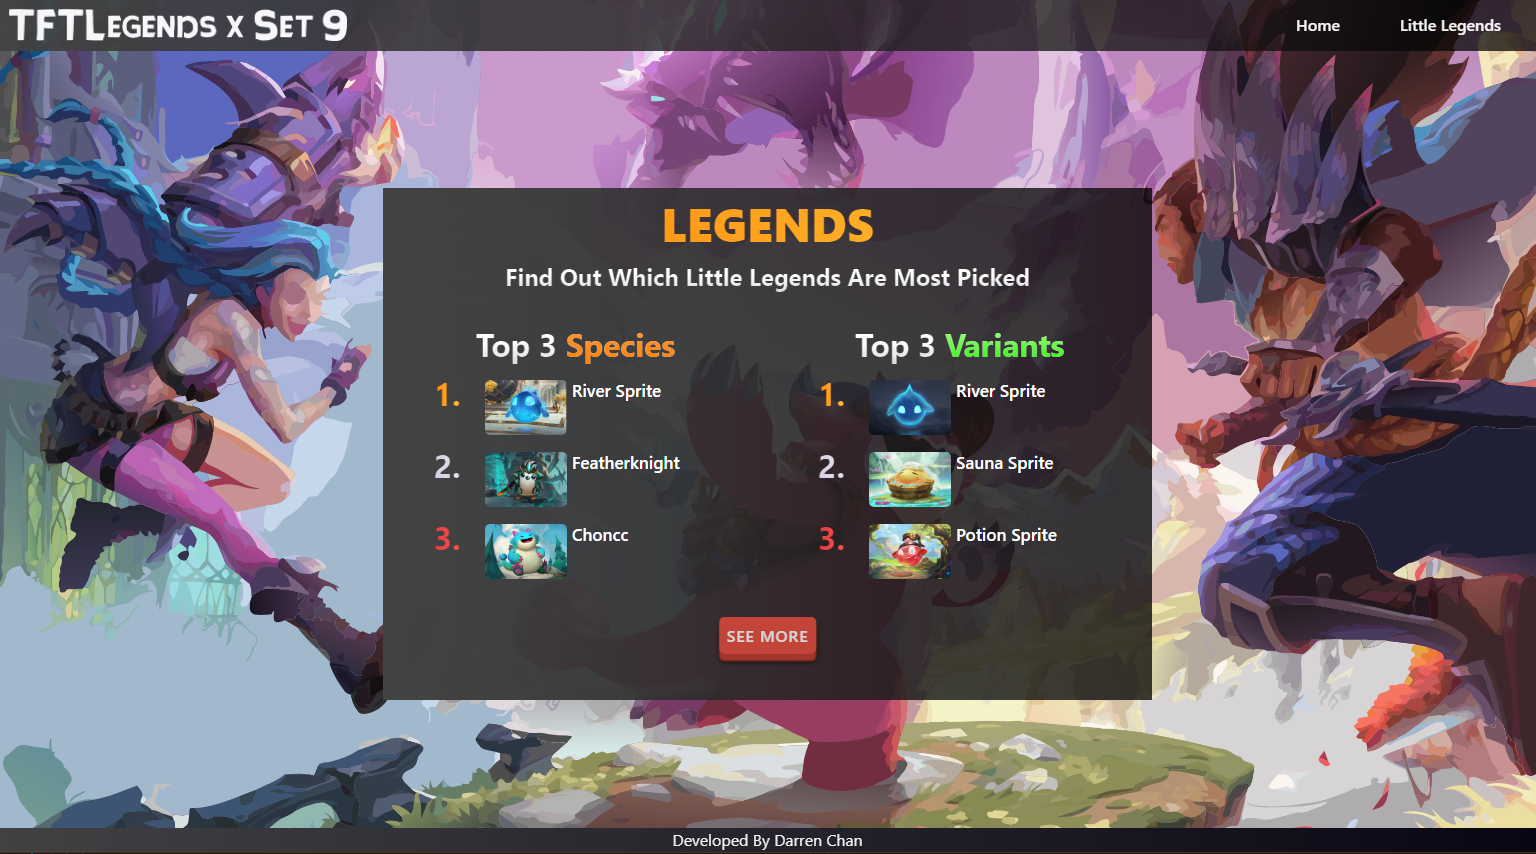 TFTLegends x Set 9
Home
Little Legends
LEGENDS
Find Out Which Little Legends Are Most Picked
Top 3 Species
1. River Sprite
2. Featherknight
3. Choncc
Top 3 Variants
1. River Sprite
2. Sauna Sprite
3. Potion Sprite
SEE MORE
Developed By Darren Chan